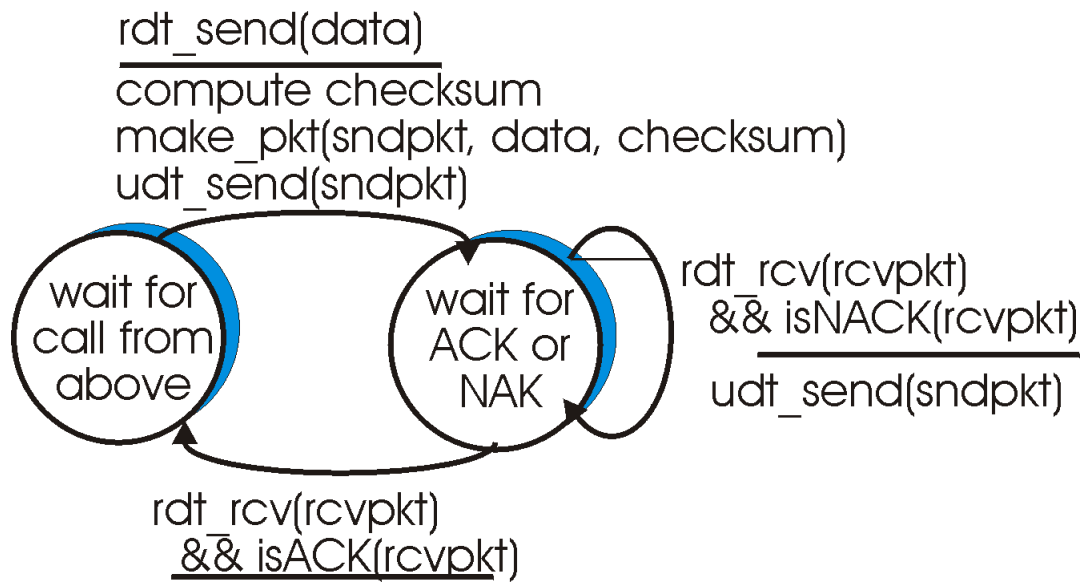 rdt_send(data)
compute checksum
make_pkt(sndpkt, data, checksum)
udt_send(sndpkt)
wait for
call from
above
wait for
ACK or
NAK
rdt_rcv(rcvpkt)
&& isNACK(rcvpkt)
udt_send(sndpkt)
rdt_rcv(rcvpkt)
&& isACK(rcvpkt)